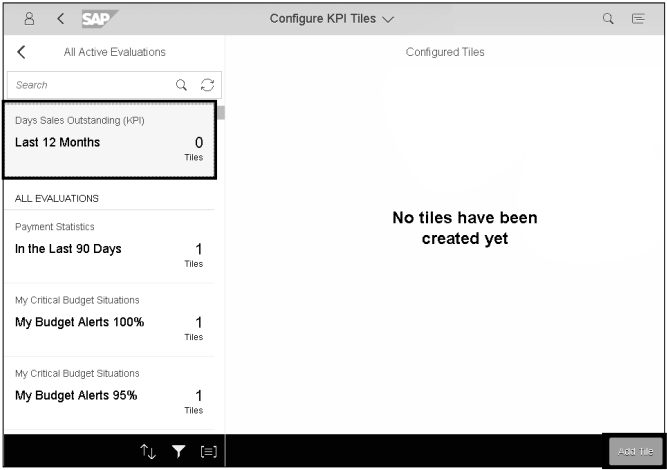 SAP
Configure KPI Tiles
All Active Evaluations
Configured Tiles
Search
Days Sales Outstanding (KPI)
Last 12 Months 0
Tiles
ALL EVALUATIONS
Payment Statistics
In the Last 90 Days 1
Tiles
My Critical Budget Situations
My Budget Alerts 100% 1
Tiles
My Critical Budget Situations
My Budget Alerts 95% 1
Tiles
No tiles have been
created yet
Add Tile